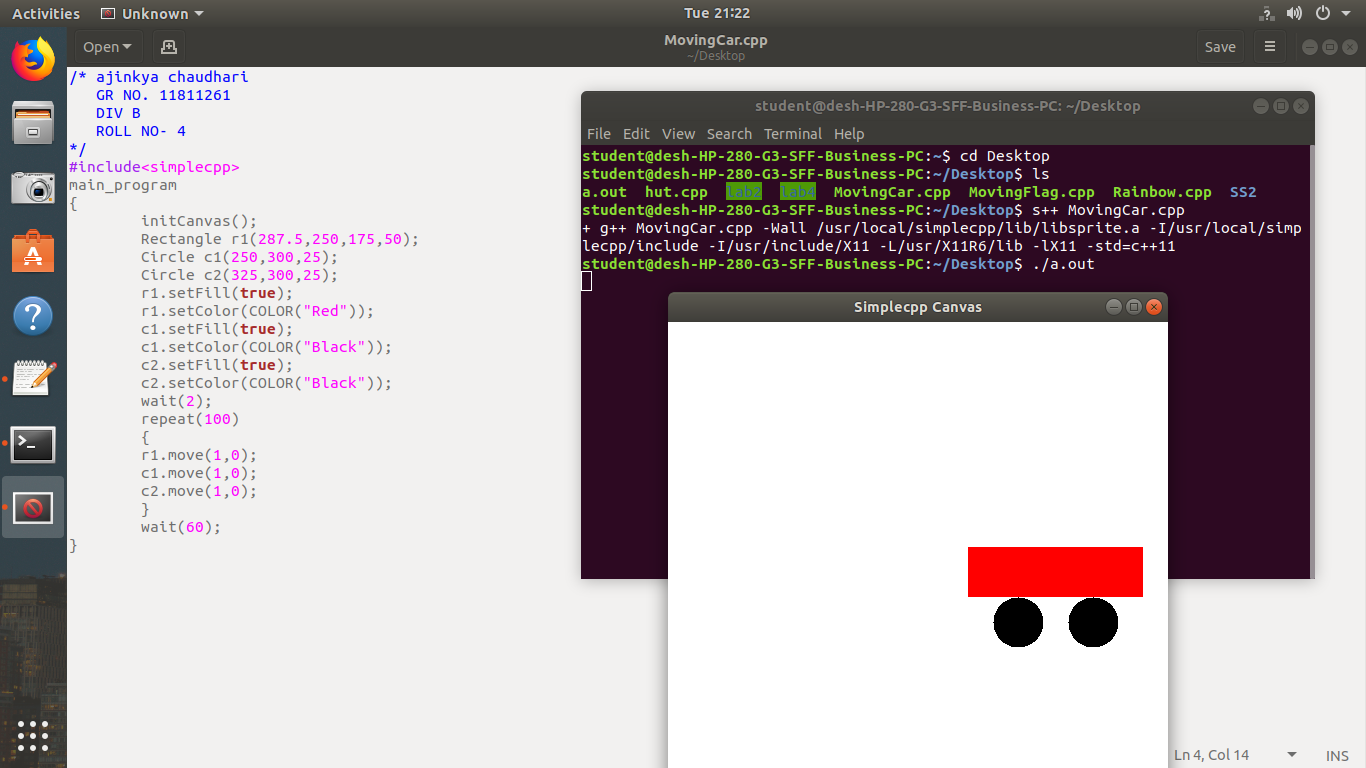 Activities Unknown Tue 21:22
Open MovingCar.cpp Save
~/Desktop
/* ajinkya chaudhari
GR NO. 11811261
DIV B
ROLL NO- 4
*/
#include<simplecpp>
main_program
{
initCanvas();
Rectangle r1(287.5,250,175,50);
Circle c1(250,300,25);
Circle c2(325,300,25);
r1.setFill(true);
r1.setColor(COLOR("Red"));
c1.setFill(true);
c1.setColor(COLOR("Black"));
c2.setFill(true);
c2.setColor(COLOR("Black"));
wait(2);
repeat(100)
{
r1.move(1,0);
c1.move(1,0);
c2.move(1,0);
}
wait(60);
}
student@desh-HP-280-G3-SFF-Business-PC: ~/Desktop
File Edit View Search Terminal Help
student@desh-HP-280-G3-SFF-Business-PC:~$ cd Desktop
student@desh-HP-280-G3-SFF-Business-PC:~/Desktop$ ls
a.out hut.cpp lab2 lab4 MovingCar.cpp MovingFlag.cpp Rainbow.cpp SS2
student@desh-HP-280-G3-SFF-Business-PC:~/Desktop$ s++ MovingCar.cpp
+ g++ MovingCar.cpp -Wall /usr/local/simplecpp/lib/libsprite.a -I/usr/local/simp
lecpp/include -I/usr/include/X11 -L/usr/X11R6/lib -lX11 -std=c++11
student@desh-HP-280-G3-SFF-Business-PC:~/Desktop$ ./a.out
Simplecpp Canvas
Ln 4, Col 14 INS